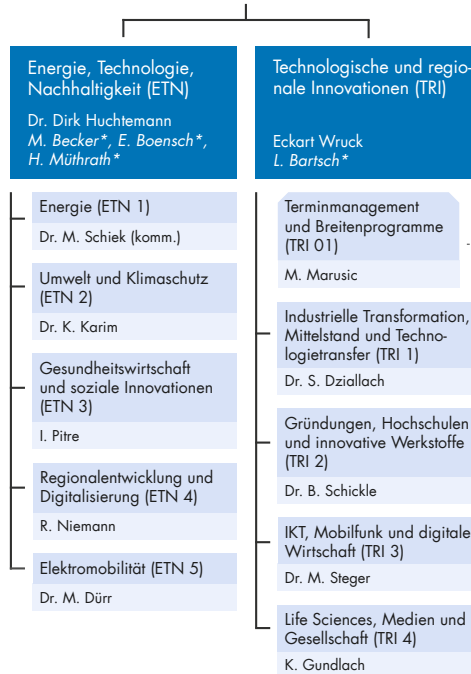 Energie, Technologie,
Nachhaltigkeit (ETN)
Dr. Dirk Huchtemann
M. Becker*, E. Boensch*,
H. Müthrath*
Energie (ETN 1)
Dr. M. Schiek (komm.)
Umwelt und Klimaschutz
(ETN 2)
Dr. K. Karim
Gesundheitswirtschaft
und soziale Innovationen
(ETN 3)
I. Pitre
Regionalentwicklung und
Digitalisierung (ETN 4)
R. Niemann
Elektromobilität (ETN 5)
Dr. M. Dürr
Technologische und regio-
nale Innovationen (TRI)
Eckart Wruck
L. Bartsch*
Terminmanagement
und Breitenprogramme
(TRI 01)
M. Marusic
Industrielle Transformation,
Mittelstand und Techno-
logietransfer (TRI 1)
Dr. S. Dziallach
Gründungen, Hochschulen
und innovative Werkstoffe
(TRI 2)
Dr. B. Schickle
IKT, Mobilfunk und digitale
Wirtschaft (TRI 3)
Dr. M. Steger
Life Sciences, Medien und
Gesellschaft (TRI 4)
K. Gundlach